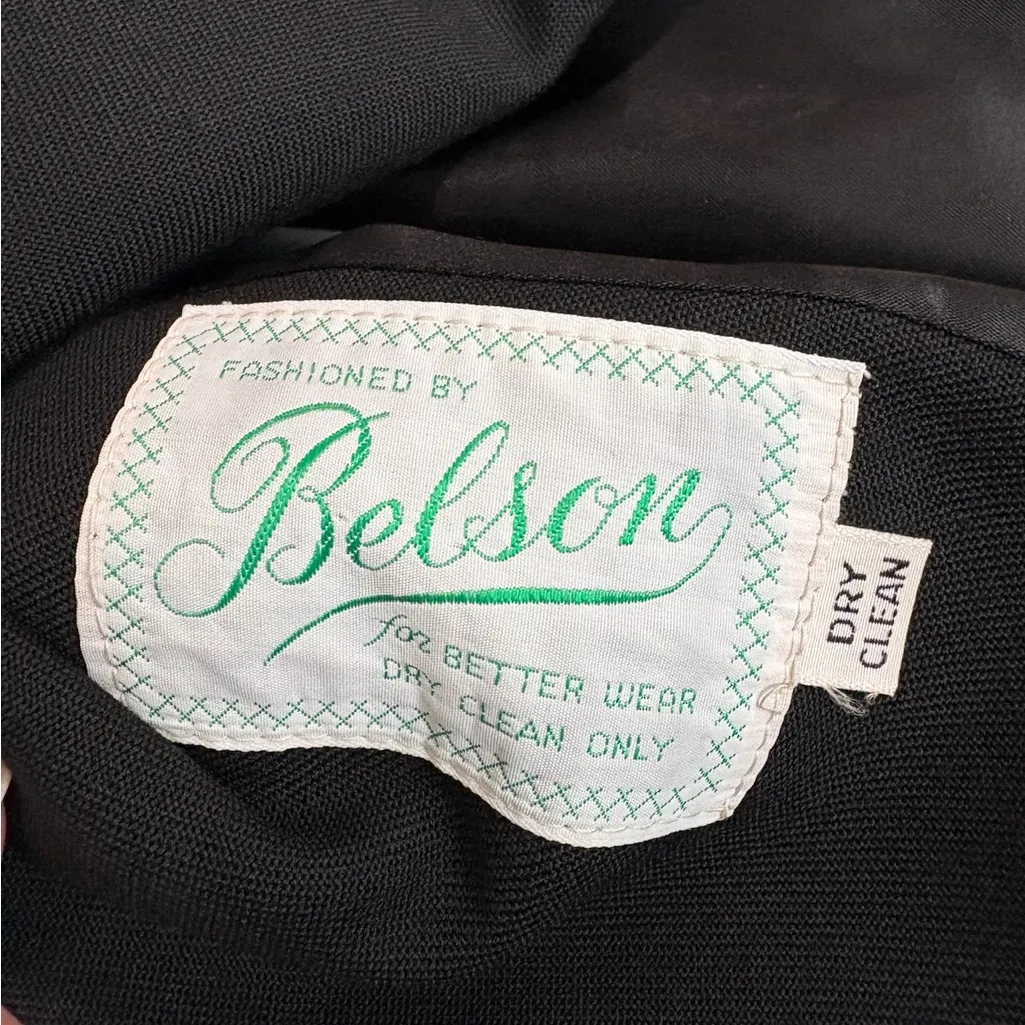 FASHIONED BY
Belson
for BETTER WEAR
DRY CLEAN ONLY
DRY
CLEAN